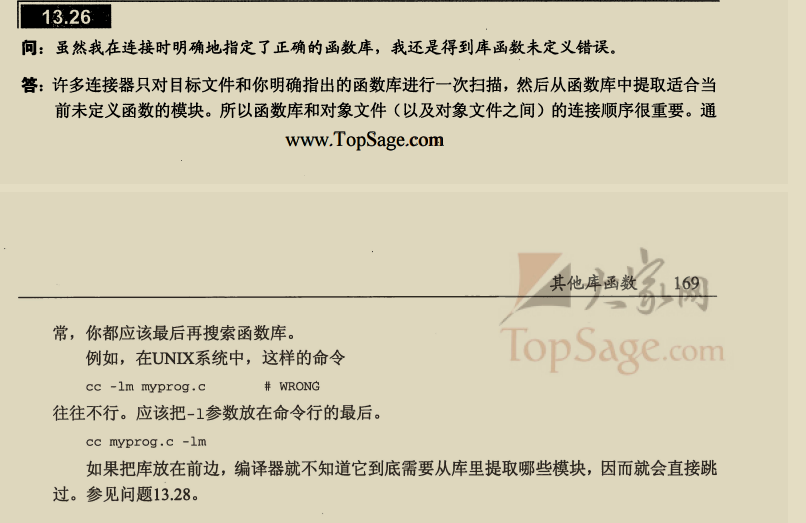 13.26
问：虽然我在连接时明确地指定了正确的函数库，我还是得到库函数未定义错误。
答：许多连接器只对目标文件和你明确指出的函数库进行一次扫描，然后从函数库中提取适合当
前未定义函数的模块。所以函数库和对象文件（以及对象文件之间）的连接顺序很重要。通
www.TopSage.com
其他库函数 169
大家网
TopSage.com
常，你都应该最后再搜索函数库。
例如，在UNIX系统中，这样的命令
cc -lm myprog.c # WRONG
往往不行。应该把-l参数放在命令行的最后。
cc myprog.c -lm
如果把库放在前边，编译器就不知道它到底需要从库里提取哪些模块，因而就会直接跳
过。参见问题13.28。